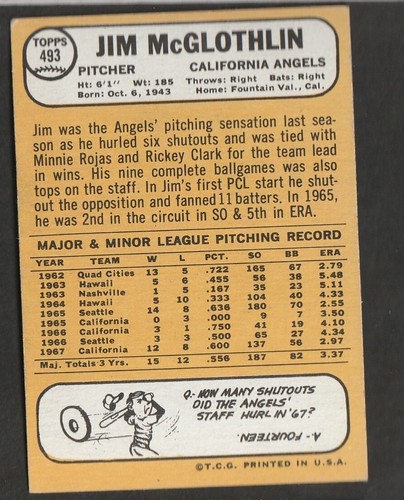 TOPPS
493
JIM McGLOTHLIN
PITCHER CALIFORNIA ANGELS
Ht: 6'1" Wt: 185 Throws: Right Bats: Right
Born: Oct. 6, 1943 Home: Fountain Val., Cal.
Jim was the Angels' pitching sensation last sea-
son as he hurled six shutouts and was tied with
Minnie Rojas and Rickey Clark for the team lead
in wins. His nine complete ballgames was also
tops on the staff. In Jim's first PCL start he shut-
out the opposition and fanned 11 batters. In 1965,
he was 2nd in the circuit in SO & 5th in ERA.
MAJOR & MINOR LEAGUE PITCHING RECORD
YEAR TEAM W L PCT. SO BB ERA
1962 Quad Cities 13 5 .722 165 67 2.79
1963 Hawaii 5 6 .455 56 38 5.48
1963 Nashville 1 5 .167 35 23 5.11
1964 Hawaii 5 10 .333 104 40 4.33
1965 Seattle 14 8 .636 180 70 2.55
1965 California 0 3 .000 9 7 3.50
1966 California 3 1 .750 41 19 4.10
1966 Seattle 3 3 .500 65 27 4.34
1967 California 12 8 .600 137 56 2.97
Maj. Totals-3 Yrs. 15 12 .556 187 82 3.37
Q.- HOW MANY SHUTOUTS
DID THE ANGELS'
STAFF HURL IN '67?
A.- FOURTEEN.
©T.C.G. PRINTED IN U.S.A.